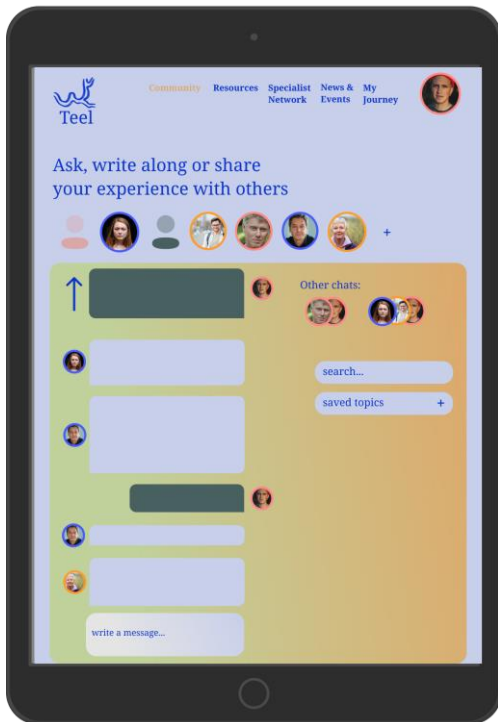 Community Resources Specialist Network News & Events My Journey
Teel
Ask, write along or share
your experience with others
+
Other chats:
search...
saved topics +
write a message...